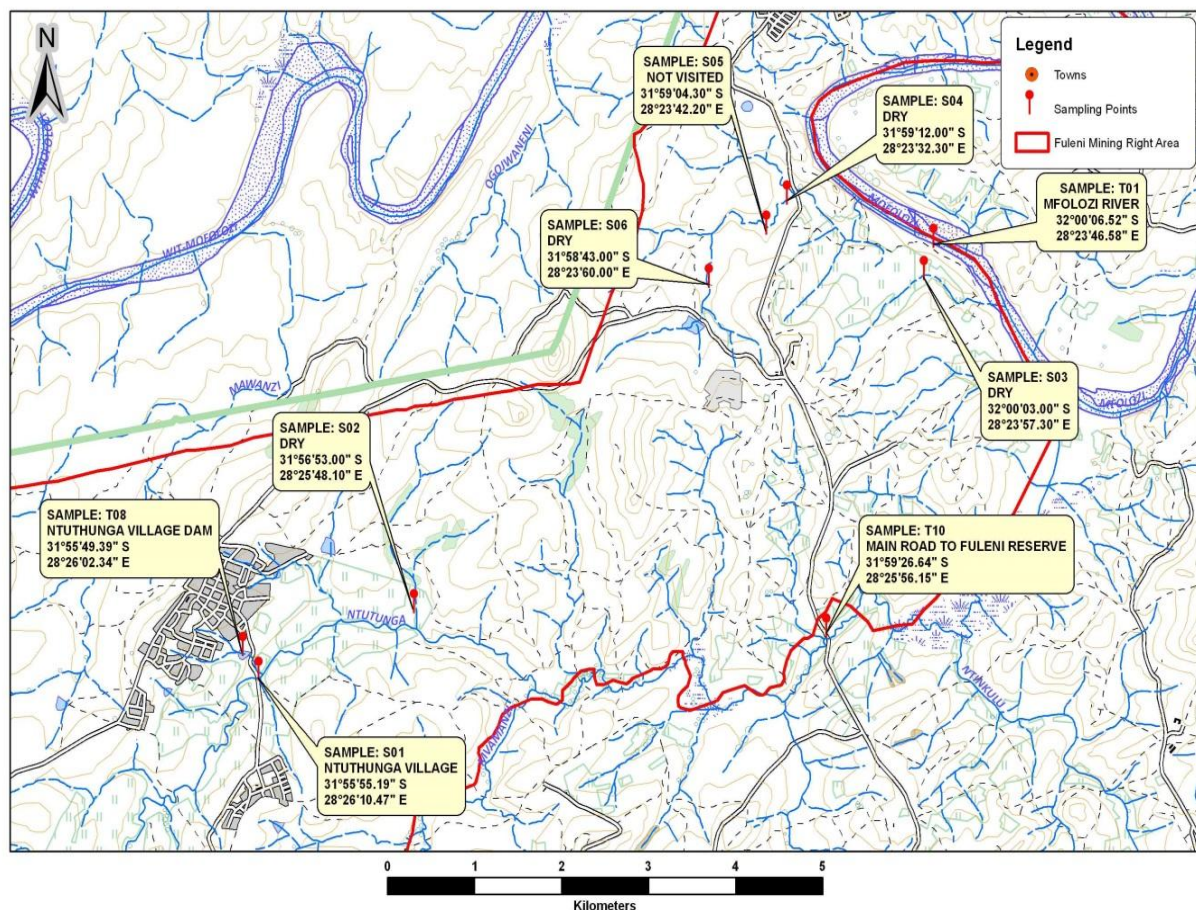 N
Legend
Towns
Sampling Points
Fuleni Mining Right Area
SAMPLE: S05
NOT VISITED
31°59'04.30" S
28°23'42.20" E
SAMPLE: S04
DRY
31°59'12.00" S
28°23'32.30" E
SAMPLE: T01
MFOLOZI RIVER
32°00'06.52" S
28°23'46.58" E
SAMPLE: S06
DRY
31°58'43.00" S
28°23'60.00" E
SAMPLE: S03
DRY
32°00'03.00" S
28°23'57.30" E
SAMPLE: S02
DRY
31°56'53.00" S
28°25'48.10" E
SAMPLE: T08
NTUTHUNGA VILLAGE DAM
31°55'49.39" S
28°26'02.34" E
SAMPLE: T10
MAIN ROAD TO FULENI RESERVE
31°59'26.64" S
28°25'56.15" E
SAMPLE: S01
NTUTHUNGA VILLAGE
31°55'55.19" S
28°26'10.47" E
MAWANZI
NTUTUNGA
NTINKULU
0 1 2 3 4 5
Kilometers